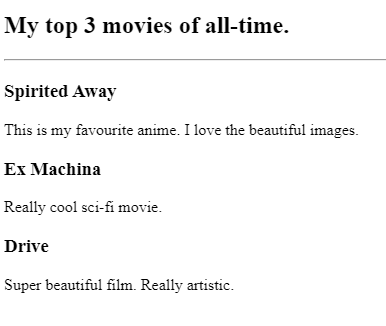 My top 3 movies of all-time.
Spirited Away
This is my favourite anime. I love the beautiful images.
Ex Machina
Really cool sci-fi movie.
Drive
Super beautiful film. Really artistic.